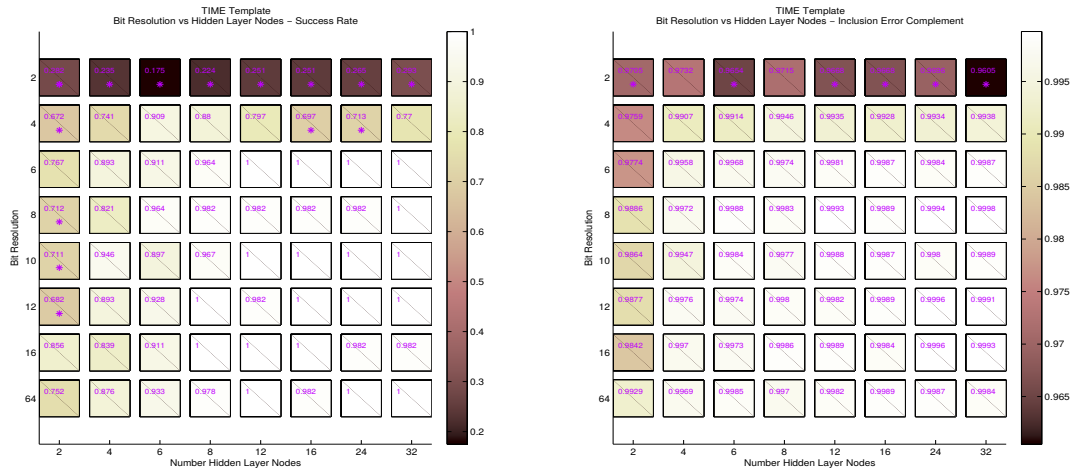 TIME Template
Bit Resolution vs Hidden Layer Nodes − Success Rate
Bit Resolution
2 0.175
4 0.672 0.741 0.909 0.88 0.797 0.697 0.713 0.77
6 0.767 0.893 0.911 0.964 1 1 1 1
8 0.712 0.821 0.964 0.982 0.982 0.982 0.982 1
10 0.711 0.946 0.897 0.967 1 1 1 1
12 0.682 0.893 0.928 1 0.982 1 1 1
16 0.856 0.839 0.911 1 1 1 0.982 0.982
64 0.752 0.876 0.933 0.978 1 0.982 1 1
2 4 6 8 12 16 24 32
Number Hidden Layer Nodes
1
0.9
0.8
0.7
0.6
0.5
0.4
0.3
0.2
TIME Template
Bit Resolution vs Hidden Layer Nodes − Inclusion Error Complement
Bit Resolution
2 0.9705 0.9732 0.9715 0.9605
4 0.9759 0.9907 0.9914 0.9946 0.9935 0.9928 0.9934 0.9938
6 0.9774 0.9958 0.9968 0.9974 0.9981 0.9987 0.9984 0.9987
8 0.9886 0.9972 0.9988 0.9983 0.9993 0.9989 0.9994 0.9998
10 0.9864 0.9947 0.9984 0.9977 0.9988 0.9987 0.998 0.9989
12 0.9877 0.9976 0.9974 0.998 0.9982 0.9989 0.9996 0.9991
16 0.9842 0.997 0.9973 0.9986 0.9989 0.9984 0.9996 0.9993
64 0.9929 0.9969 0.9985 0.997 0.9982 0.9989 0.9987 0.9984
2 4 6 8 12 16 24 32
Number Hidden Layer Nodes
0.995
0.99
0.985
0.98
0.975
0.97
0.965